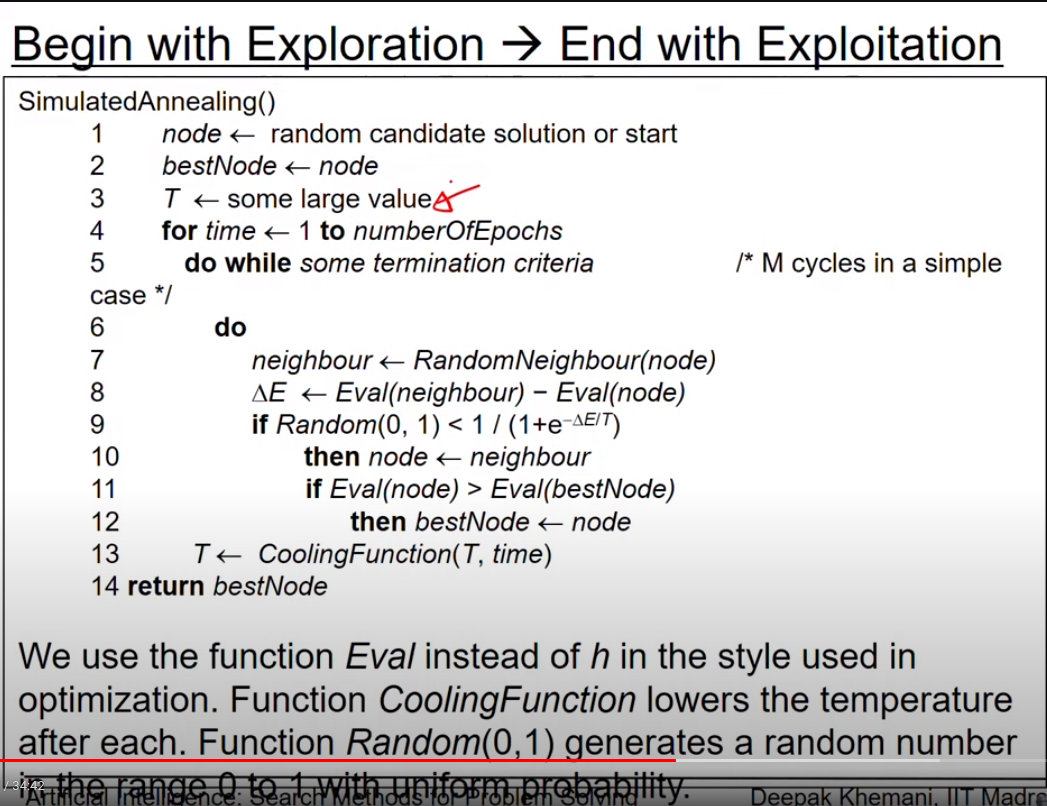 Begin with Exploration → End with Exploitation
SimulatedAnnealing()
1 node ← random candidate solution or start
2 bestNode ← node
3 T ← some large value
4 for time ← 1 to numberOfEpochs
5 do while some termination criteria /* M cycles in a simple
case */
6 do
7 neighbour ← RandomNeighbour(node)
8 ΔE ← Eval(neighbour) − Eval(node)
9 if Random(0, 1) < 1 / (1+e^−ΔE/T)
10 then node ← neighbour
11 if Eval(node) > Eval(bestNode)
12 then bestNode ← node
13 T ← CoolingFunction(T, time)
14 return bestNode
We use the function Eval instead of h in the style used in
optimization. Function CoolingFunction lowers the temperature
after each. Function Random(0,1) generates a random number
in the range 0 to 1 with uniform probability.
/ 34:42
Artificial Intelligence: Search Methods for Problem Solving Deepak Khemani, IIT Madra